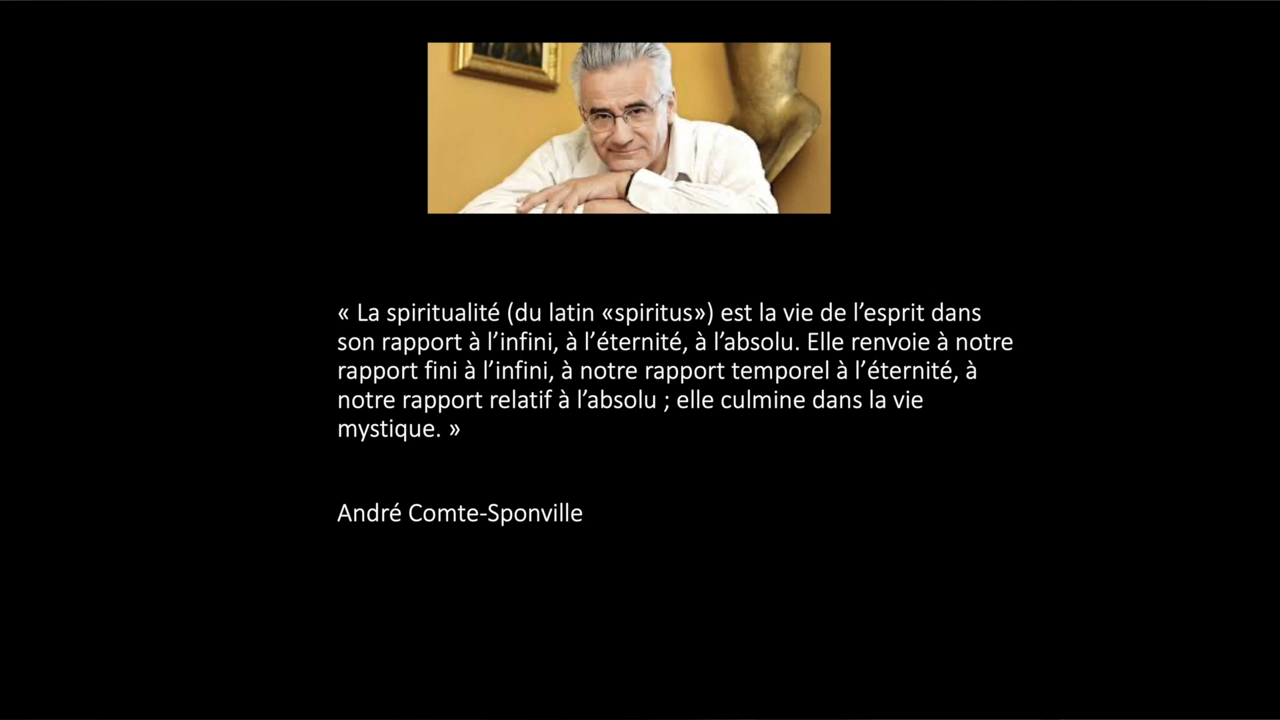 « La spiritualité (du latin «spiritus») est la vie de l’esprit dans
son rapport à l’infini, à l’éternité, à l’absolu. Elle renvoie à notre
rapport fini à l’infini, à notre rapport temporel à l’éternité, à
notre rapport relatif à l’absolu ; elle culmine dans la vie
mystique. »
André Comte-Sponville